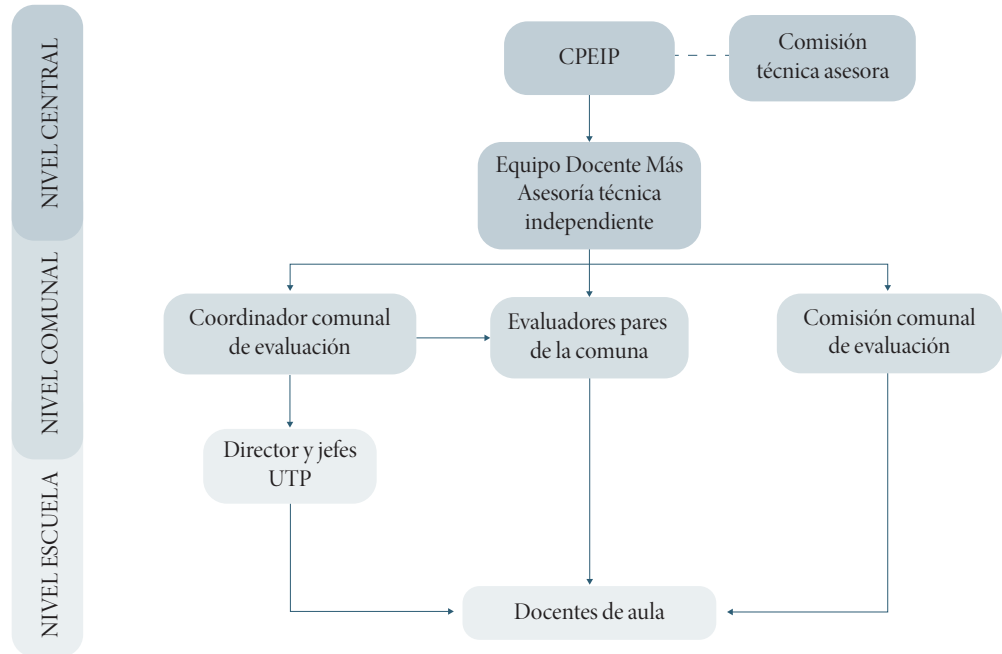 NIVEL CENTRAL
NIVEL COMUNAL
NIVEL ESCUELA
CPEIP
Comisión
técnica asesora
Equipo Docente Más
Asesoría técnica
independiente
Coordinador comunal
de evaluación
Evaluadores pares
de la comuna
Comisión comunal
de evaluación
Director y jefes
UTP
Docentes de aula